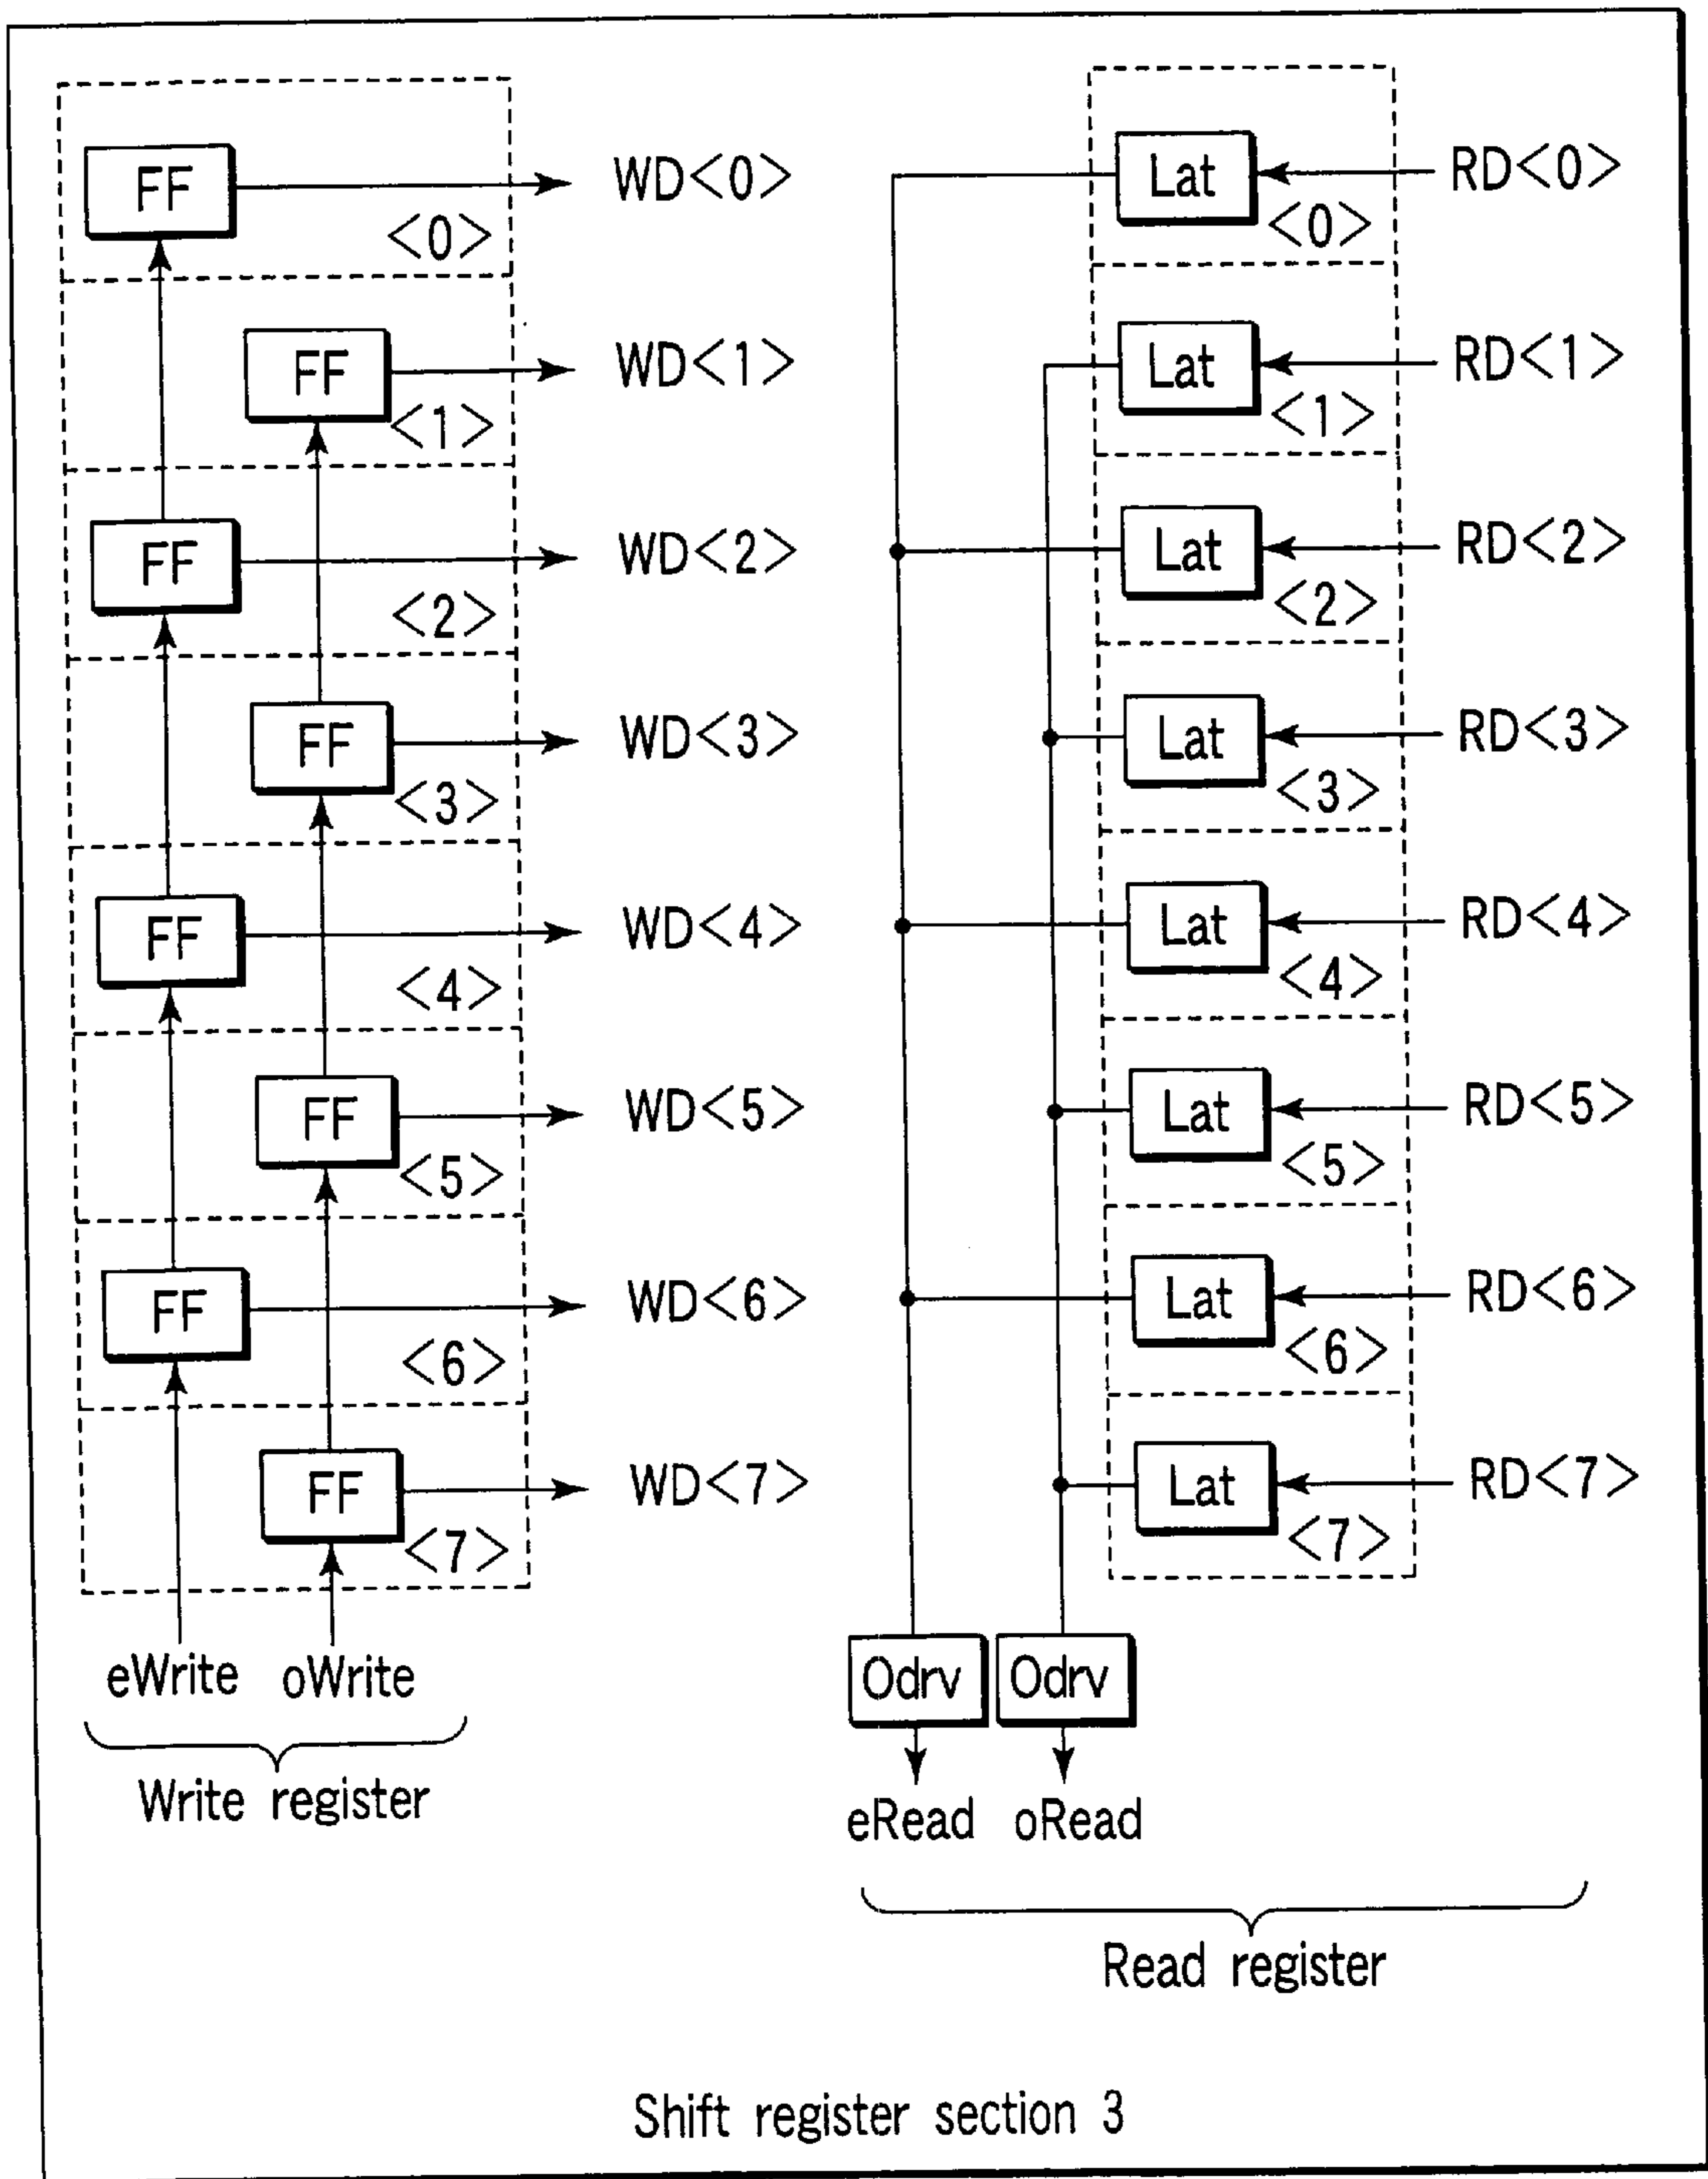 FF WD<0> Lat RD<0>
<0> <0>
FF WD<1> Lat RD<1>
<1> <1>
FF WD<2> Lat RD<2>
<2> <2>
FF WD<3> Lat RD<3>
<3> <3>
FF WD<4> Lat RD<4>
<4> <4>
FF WD<5> Lat RD<5>
<5> <5>
FF WD<6> Lat RD<6>
<6> <6>
FF WD<7> Lat RD<7>
<7> <7>
eWrite oWrite Odrv Odrv
Write register eRead oRead
Read register
Shift register section 3